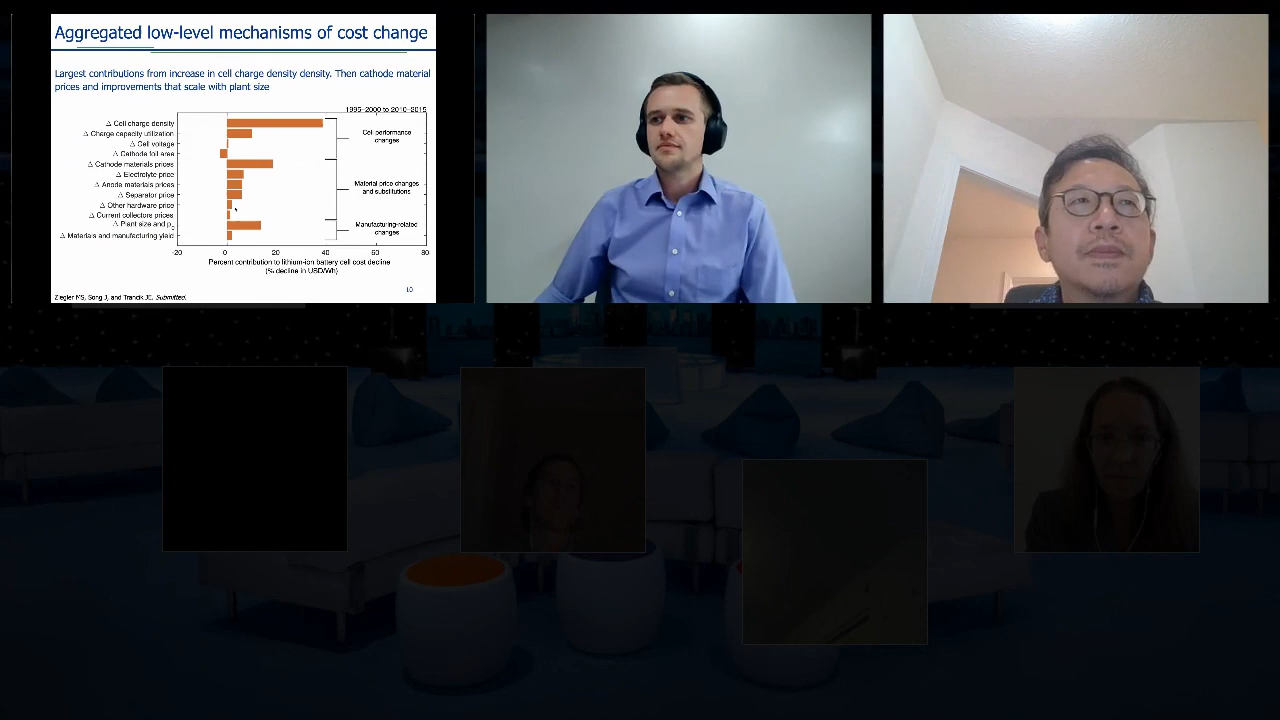 Aggregated low-level mechanisms of cost change
Largest contributions from increase in cell charge density density. Then cathode material
prices and improvements that scale with plant size
1995–2000 to 2010–2015
Δ Cell charge density
Δ Charge capacity utilization
Δ Cell voltage
Δ Cathode foil area
Δ Cathode materials prices
Δ Electrolyte price
Δ Anode materials prices
Δ Separator price
Δ Other hardware price
Δ Current collectors prices
Δ Plant size and p₀
Δ Materials and manufacturing yield
Cell performance
changes
Material price changes
and substitutions
Manufacturing-related
changes
-20 0 20 40 60 80
Percent contribution to lithium-ion battery cell cost decline
(% decline in USD/Wh)
10
Ziegler MS, Song J, and Trancik JE. Submitted.